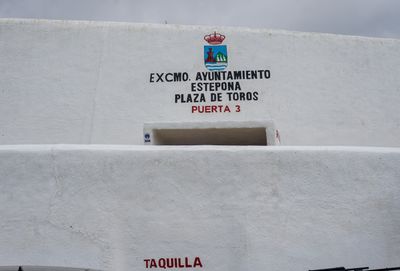 EXCMO. AYUNTAMIENTO
ESTEPONA
PLAZA DE TOROS
PUERTA 3
TAQUILLA